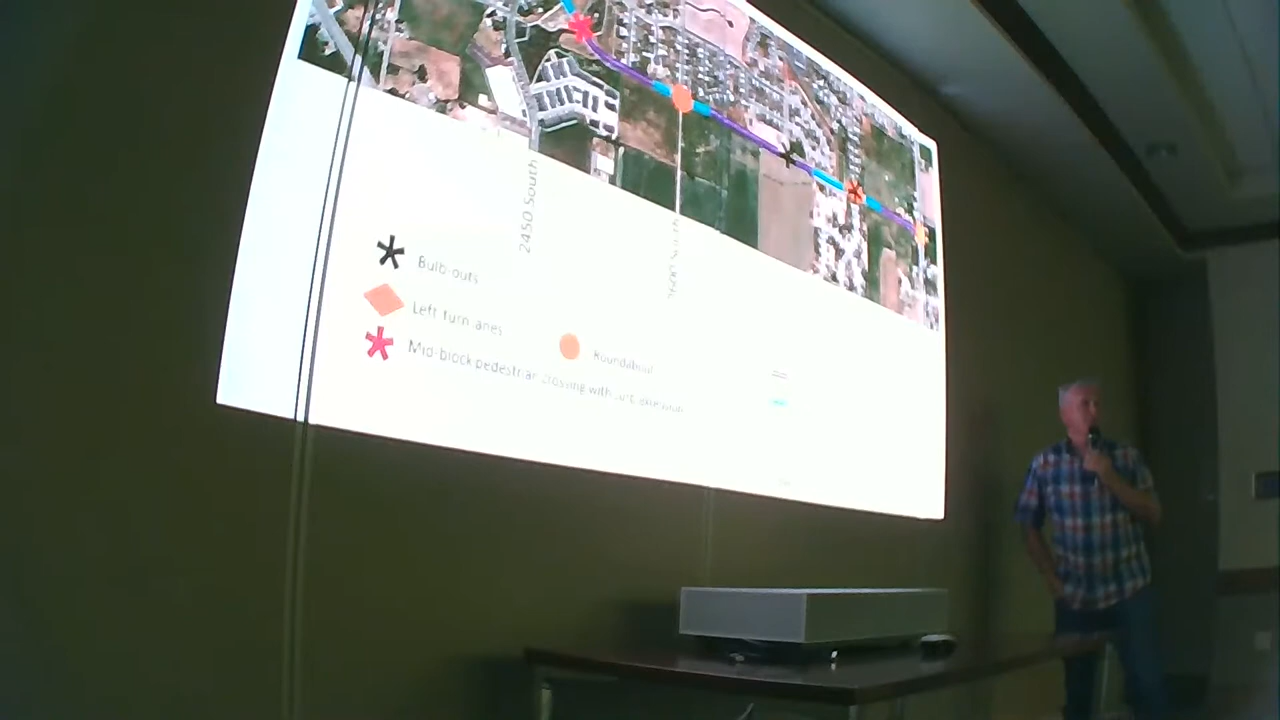 2450 South
Bulb-outs
Left turn lanes
Roundabout
Mid-block pedestrian crossing with